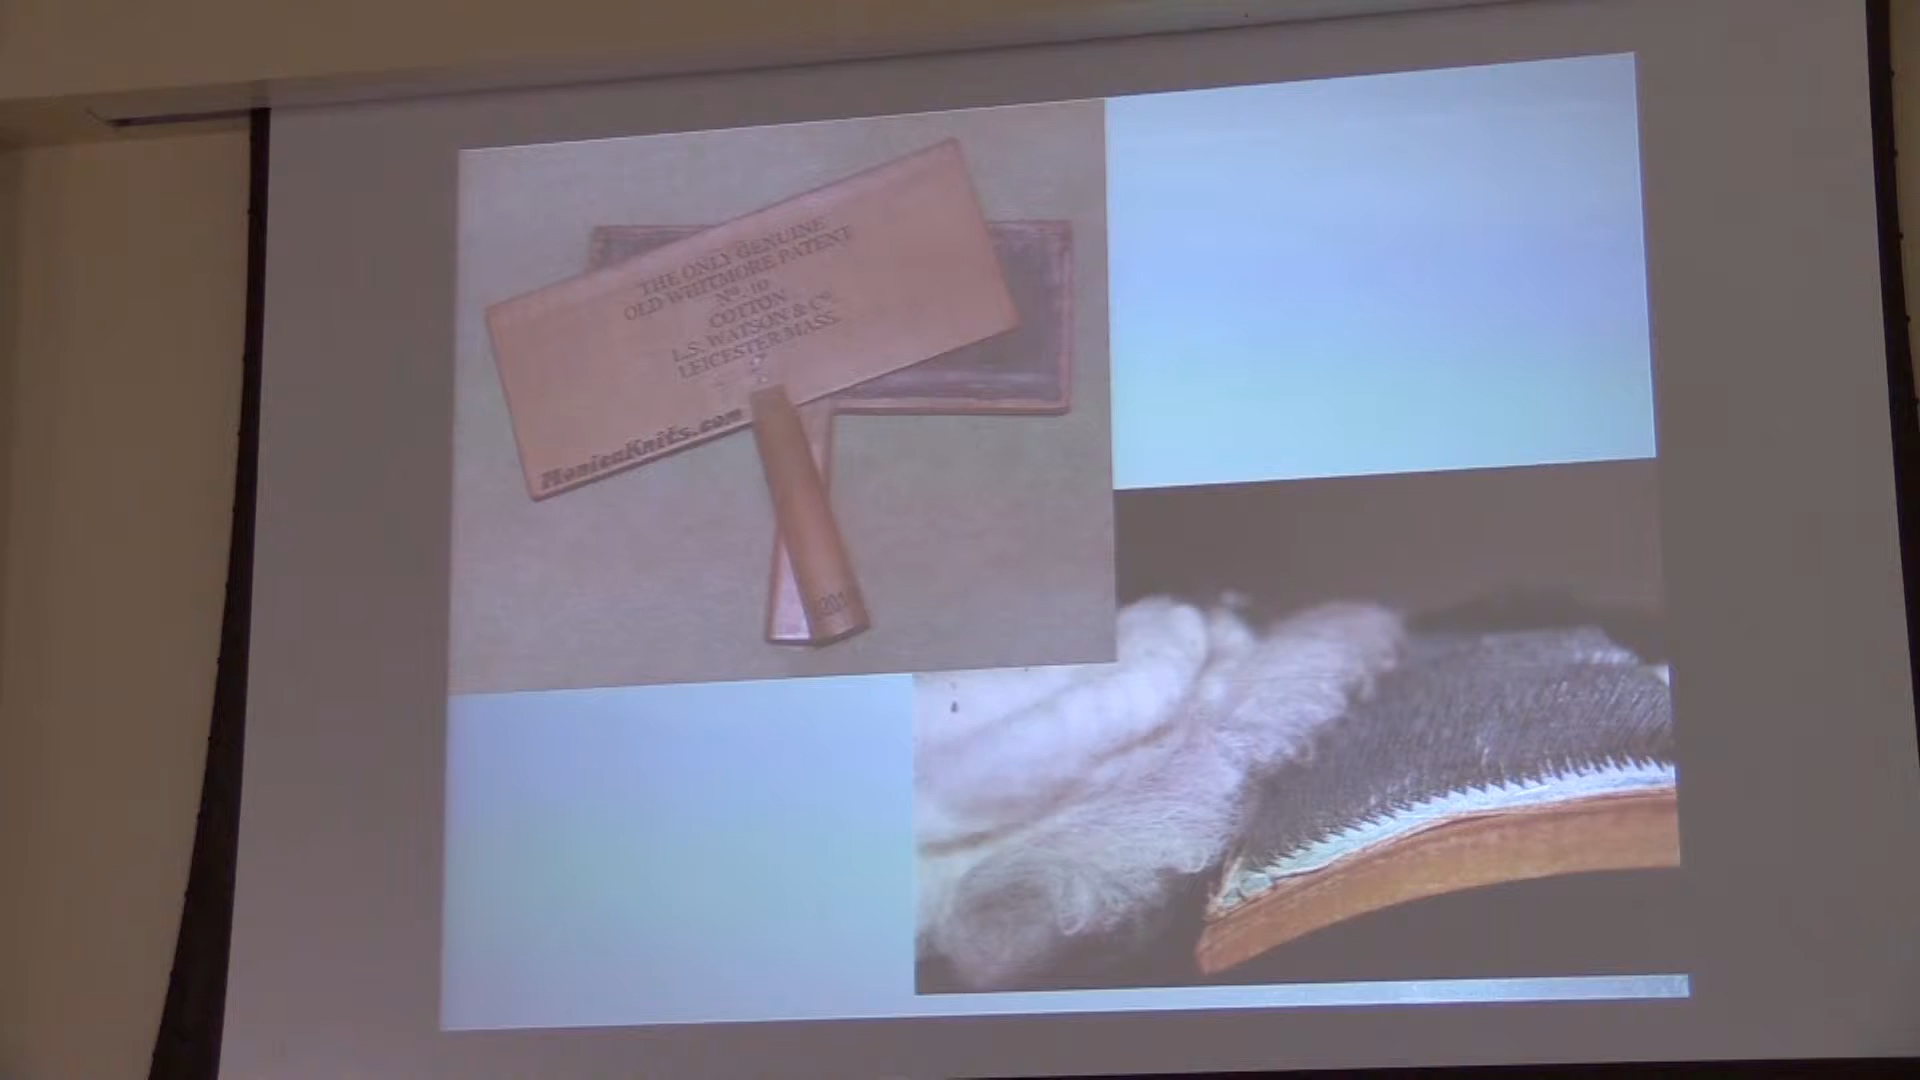 THE ONLY GENUINE
OLD WHITMORE PATENT
Nº. 10
COTTON
L.S. WATSON & Cº.
LEICESTER MASS.
MonicaKnits.com